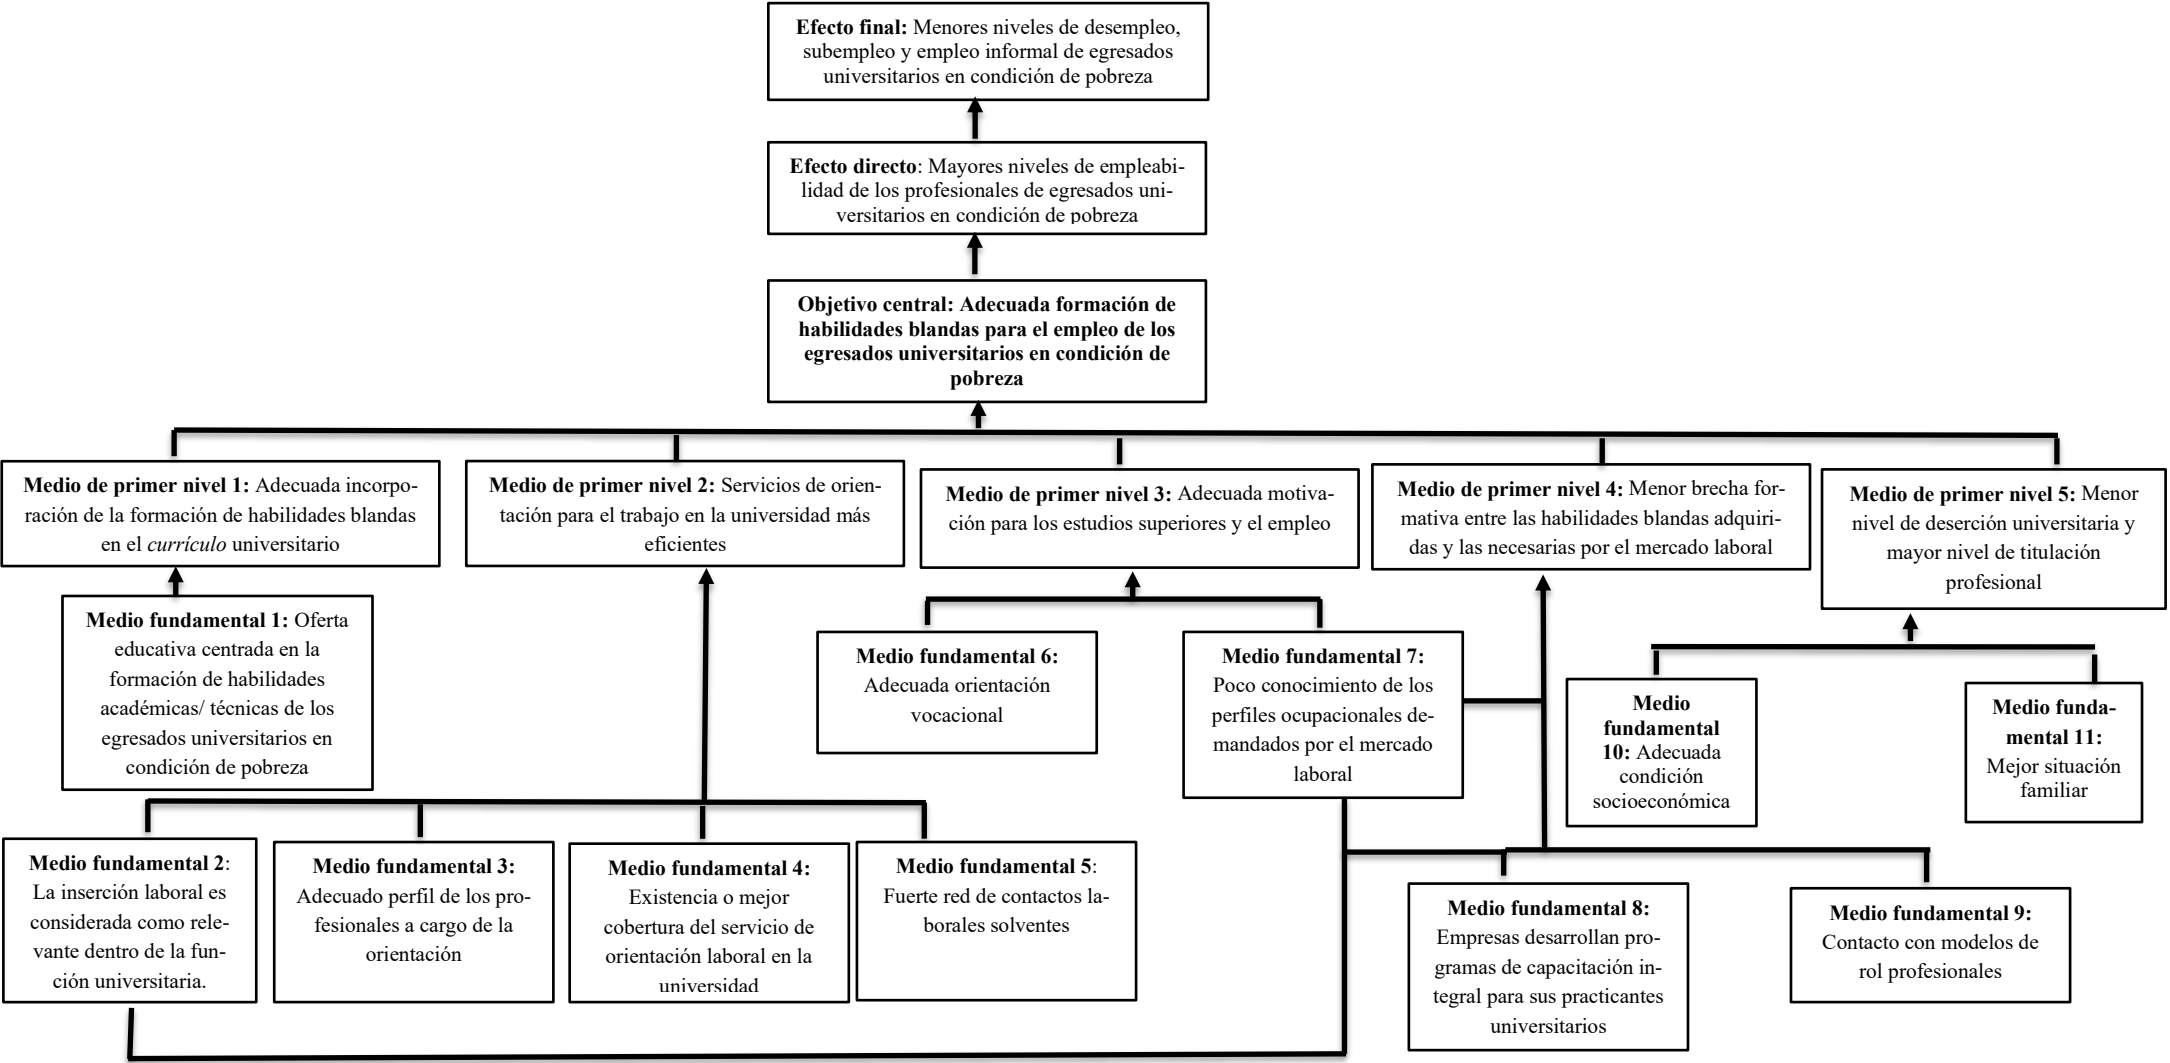 Efecto final: Menores niveles de desempleo,
subempleo y empleo informal de egresados
universitarios en condición de pobreza
Efecto directo: Mayores niveles de empleabi-
lidad de los profesionales de egresados uni-
versitarios en condición de pobreza
Objetivo central: Adecuada formación de
habilidades blandas para el empleo de los
egresados universitarios en condición de
pobreza
Medio de primer nivel 1: Adecuada incorpo-
ración de la formación de habilidades blandas
en el currículo universitario
Medio de primer nivel 2: Servicios de orien-
tación para el trabajo en la universidad más
eficientes
Medio de primer nivel 3: Adecuada motiva-
ción para los estudios superiores y el empleo
Medio de primer nivel 4: Menor brecha for-
mativa entre las habilidades blandas adquiri-
das y las necesarias por el mercado laboral
Medio de primer nivel 5: Menor
nivel de deserción universitaria y
mayor nivel de titulación
profesional
Medio fundamental 1: Oferta
educativa centrada en la
formación de habilidades
académicas/ técnicas de los
egresados universitarios en
condición de pobreza
Medio fundamental 6:
Adecuada orientación
vocacional
Medio fundamental 7:
Poco conocimiento de los
perfiles ocupacionales de-
mandados por el mercado
laboral
Medio
fundamental
10: Adecuada
condición
socioeconómica
Medio funda-
mental 11:
Mejor situación
familiar
Medio fundamental 2:
La inserción laboral es
considerada como rele-
vante dentro de la fun-
ción universitaria.
Medio fundamental 3:
Adecuado perfil de los pro-
fesionales a cargo de la
orientación
Medio fundamental 4:
Existencia o mejor
cobertura del servicio de
orientación laboral en la
universidad
Medio fundamental 5:
Fuerte red de contactos la-
borales solventes
Medio fundamental 8:
Empresas desarrollan pro-
gramas de capacitación in-
tegral para sus practicantes
universitarios
Medio fundamental 9:
Contacto con modelos de
rol profesionales